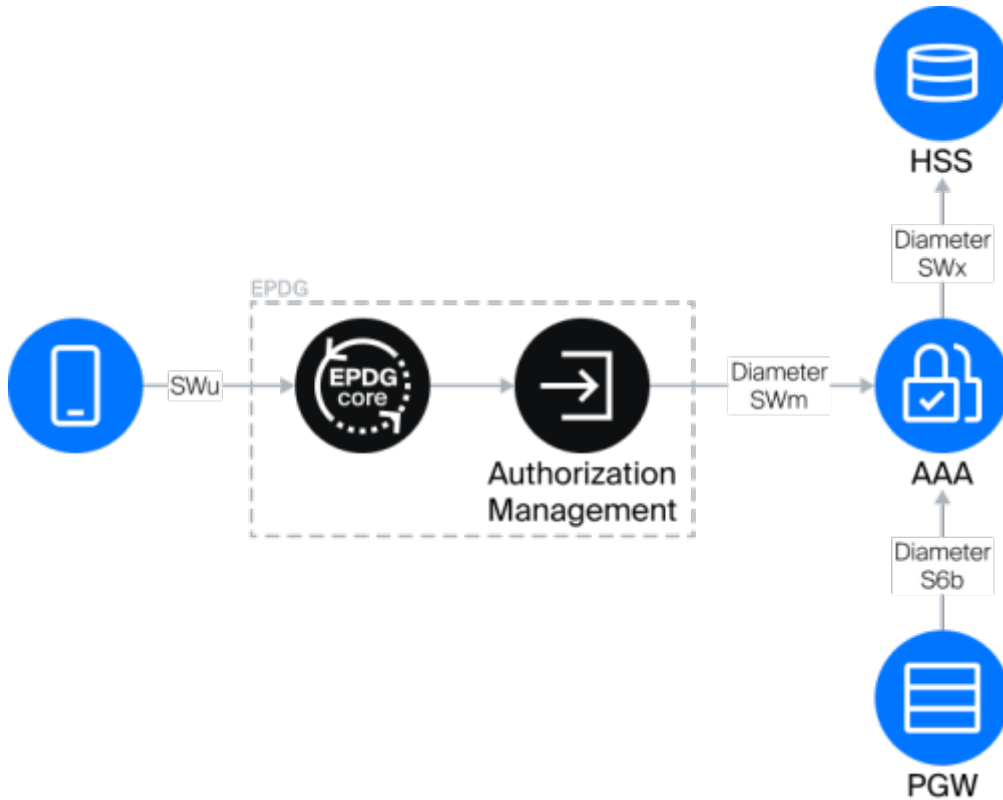 HSS
Diameter
SWx
EPDG
SWu
EPDG
core
Diameter
SWm
Authorization
Management
AAA
Diameter
S6b
PGW